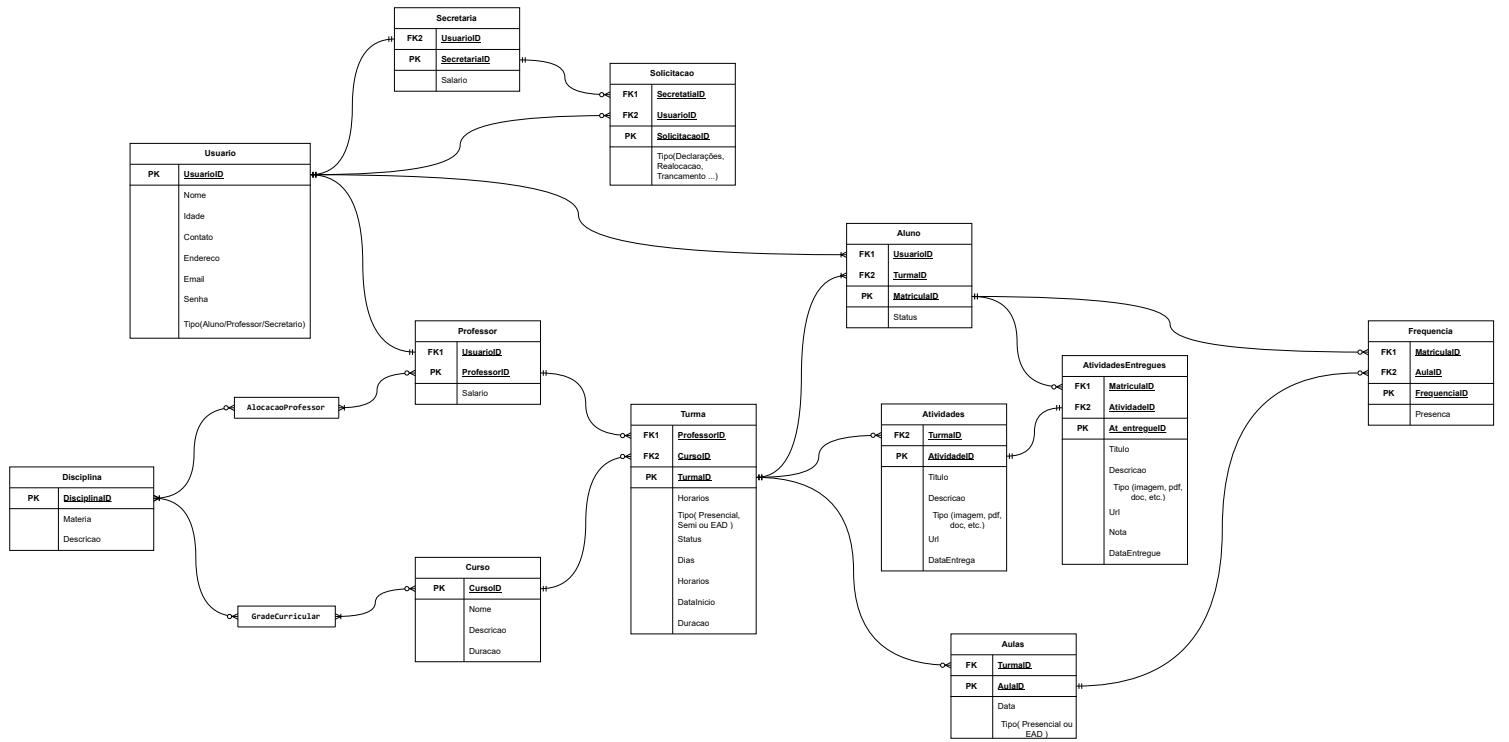 Secretaria
FK2 UsuarioID
PK SecretariaID
Salario
Solicitacao
FK1 SecretatiaID
FK2 UsuarioID
PK SolicitacaoID
Tipo(Declarações,
Realocacao,
Trancamento ...)
Usuario
PK UsuarioID
Nome
Idade
Contato
Endereco
Email
Senha
Tipo(Aluno/Professor/Secretario)
Aluno
FK1 UsuarioID
FK2 TurmaID
PK MatriculaID
Status
Professor
FK1 UsuarioID
PK ProfessorID
Salario
Frequencia
FK1 MatriculaID
FK2 AulaID
PK FrequenciaID
Presenca
AtividadesEntregues
FK1 MatriculaID
FK2 AtividadeID
PK At_entregueID
Titulo
Descricao
Tipo (imagem, pdf,
doc, etc.)
Url
Nota
DataEntregue
AlocacaoProfessor
Turma
FK1 ProfessorID
FK2 CursoID
PK TurmaID
Horarios
Tipo( Presencial,
Semi ou EAD )
Status
Dias
Horarios
DataInicio
Duracao
Atividades
FK2 TurmaID
PK AtividadeID
Titulo
Descricao
Tipo (imagem, pdf,
doc, etc.)
Url
DataEntrega
Disciplina
PK DisciplinaID
Materia
Descricao
Curso
PK CursoID
Nome
Descricao
Duracao
GradeCurricular
Aulas
FK TurmaID
PK AulaID
Data
Tipo( Presencial ou
EAD )